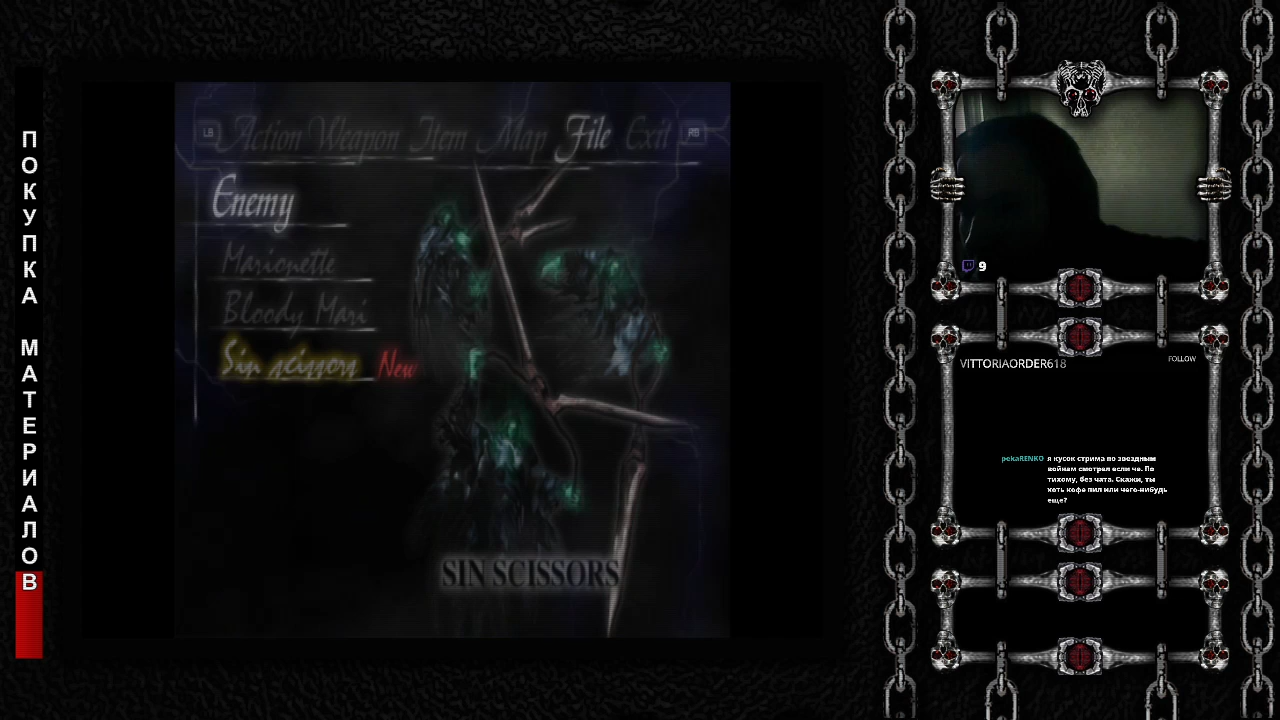 ПОКУПКА МАТЕРИАЛОВ
LB Action Weapon Item Map File Exit RB
Enemy
Marionette
Bloody Mari
Sin scissors New
SIN SCISSORS
9
VITTORIAORDER618
FOLLOW
pekaRENKO я кусок стрима по звездным
войнам смотрел если че. По
тихому, без чата. Скажи, ты
хоть кофе пил или чего-нибудь
еще?